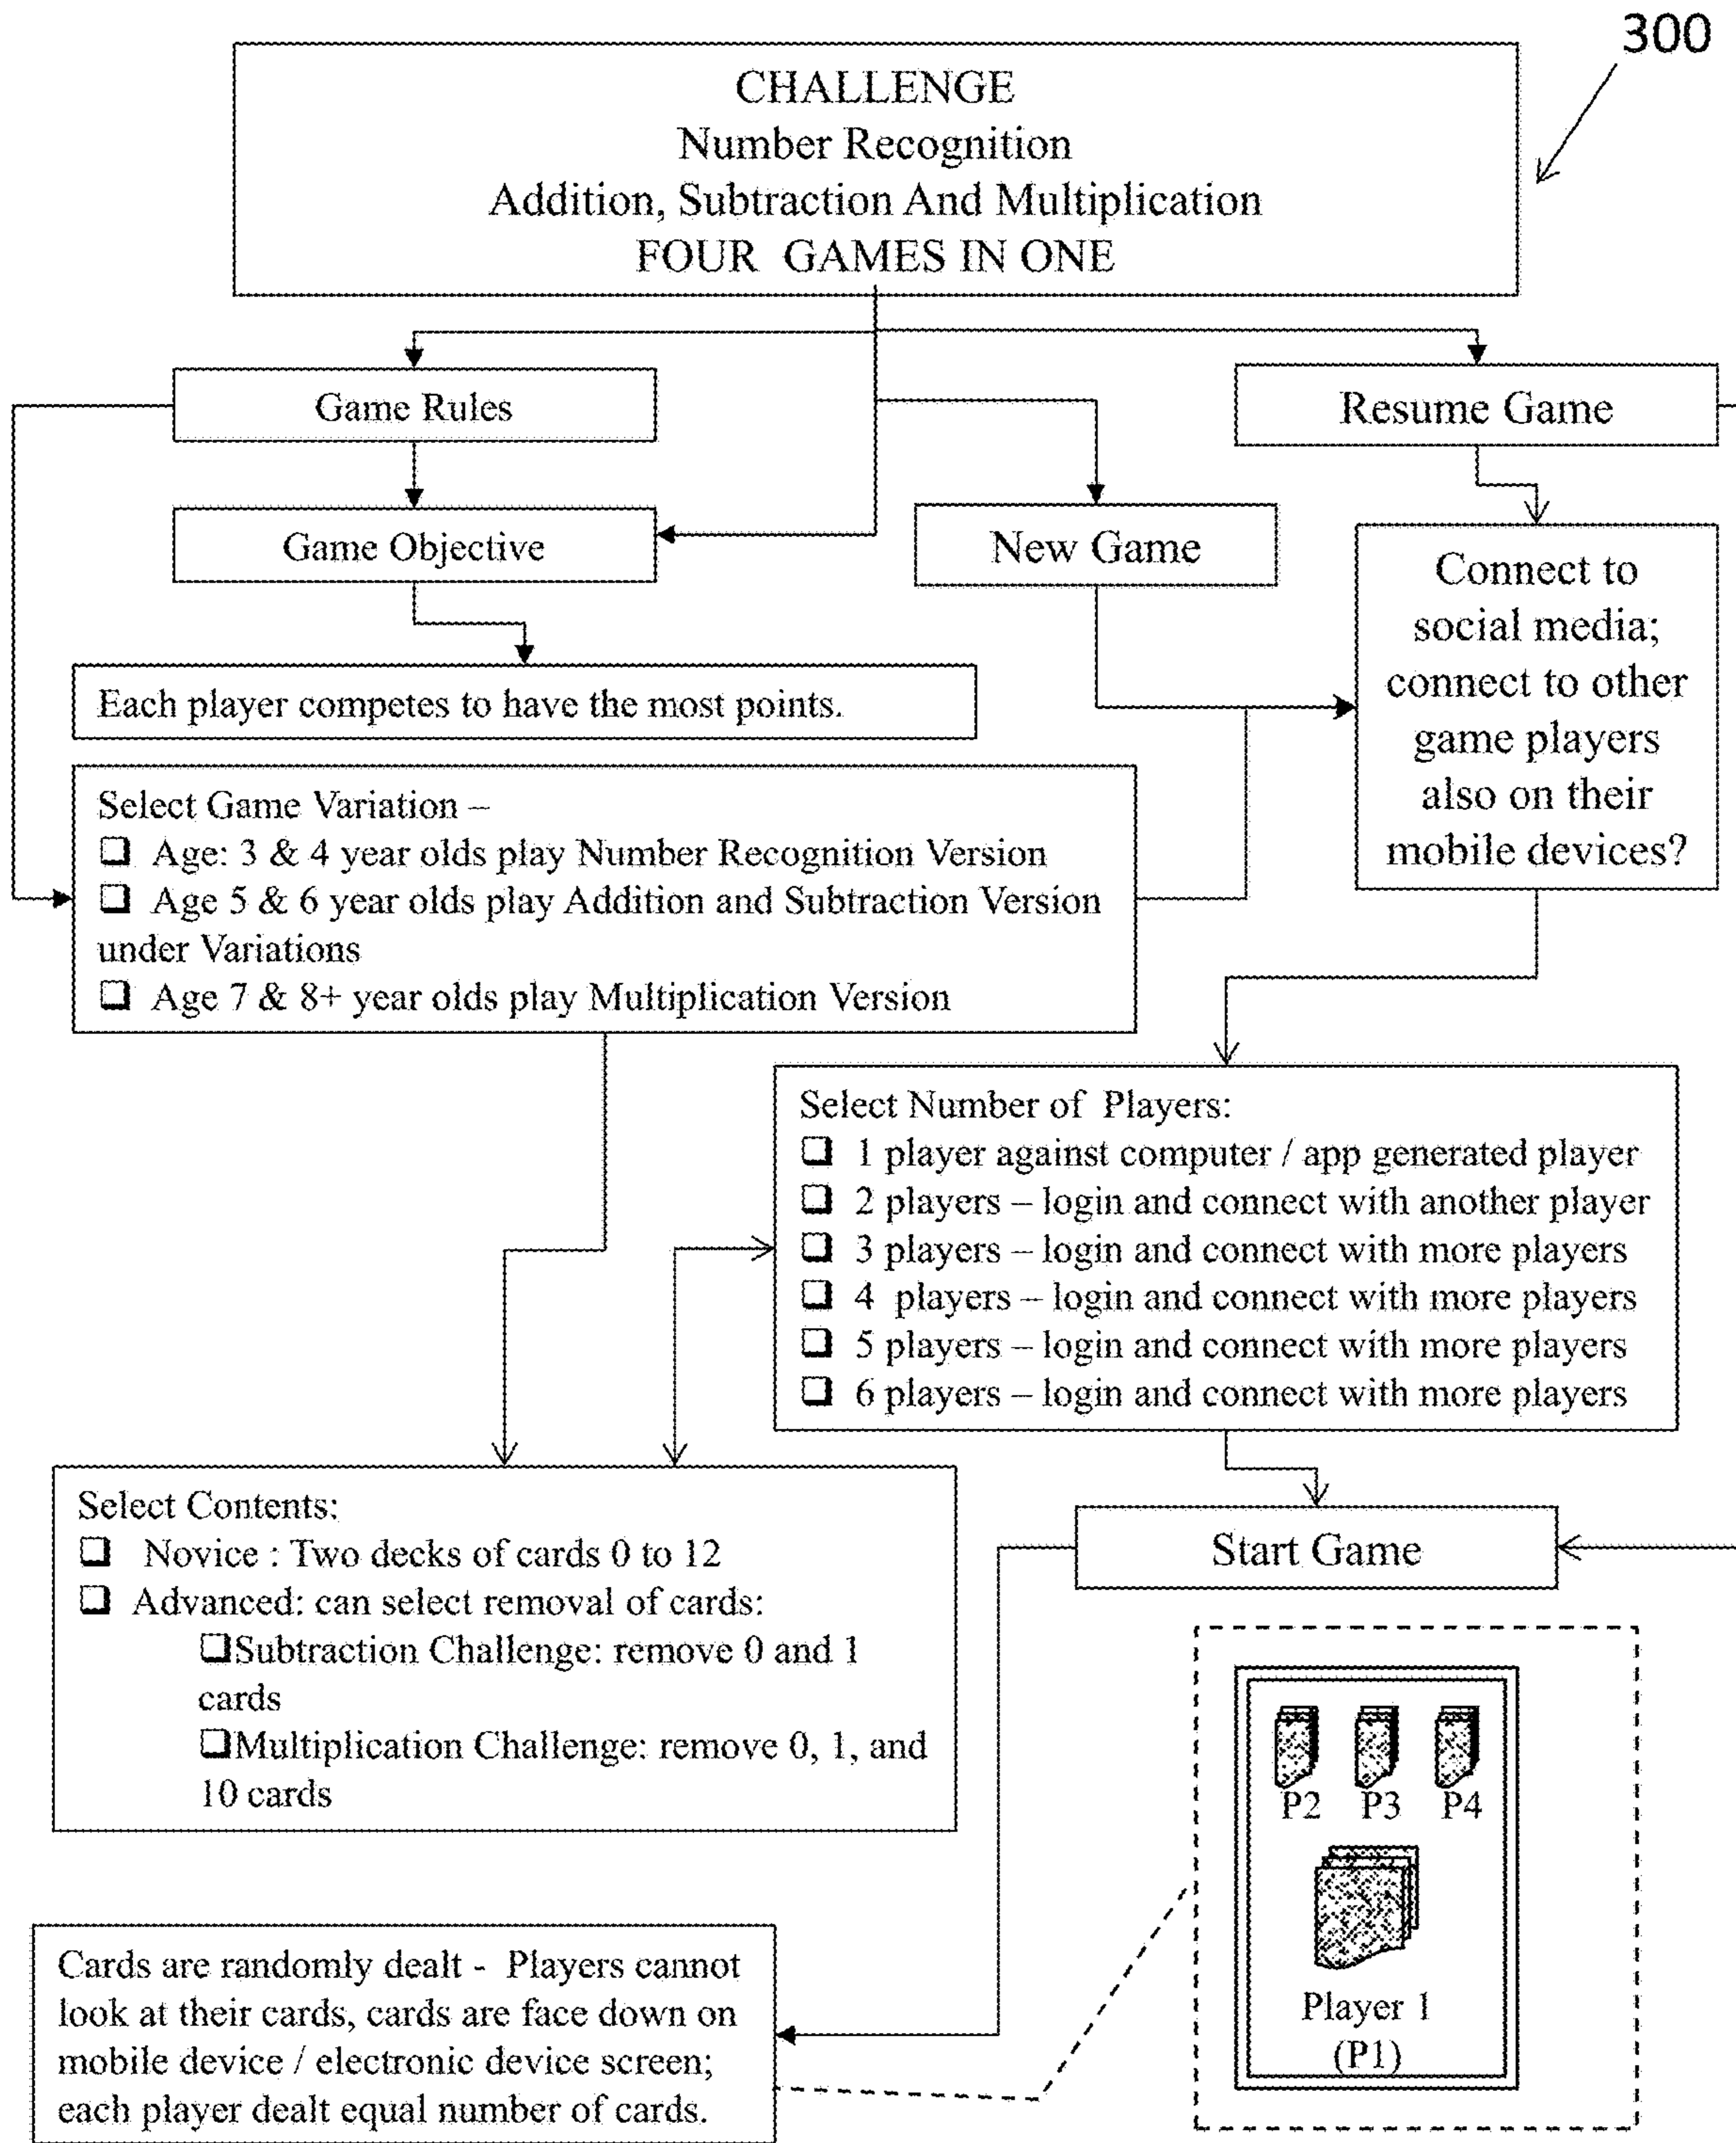 300
CHALLENGE
Number Recognition
Addition, Subtraction And Multiplication
FOUR GAMES IN ONE
Game Rules
Resume Game
Game Objective
New Game
Connect to
social media;
connect to other
game players
also on their
mobile devices?
Each player competes to have the most points.
Select Game Variation –
❑ Age: 3 & 4 year olds play Number Recognition Version
❑ Age 5 & 6 year olds play Addition and Subtraction Version
under Variations
❑ Age 7 & 8+ year olds play Multiplication Version
Select Number of Players:
❑ 1 player against computer / app generated player
❑ 2 players – login and connect with another player
❑ 3 players – login and connect with more players
❑ 4 players – login and connect with more players
❑ 5 players – login and connect with more players
❑ 6 players – login and connect with more players
Select Contents:
❑ Novice : Two decks of cards 0 to 12
❑ Advanced: can select removal of cards:
❑Subtraction Challenge: remove 0 and 1
cards
❑Multiplication Challenge: remove 0, 1, and
10 cards
Start Game
P2 P3 P4
Player 1
(P1)
Cards are randomly dealt - Players cannot
look at their cards, cards are face down on
mobile device / electronic device screen;
each player dealt equal number of cards.